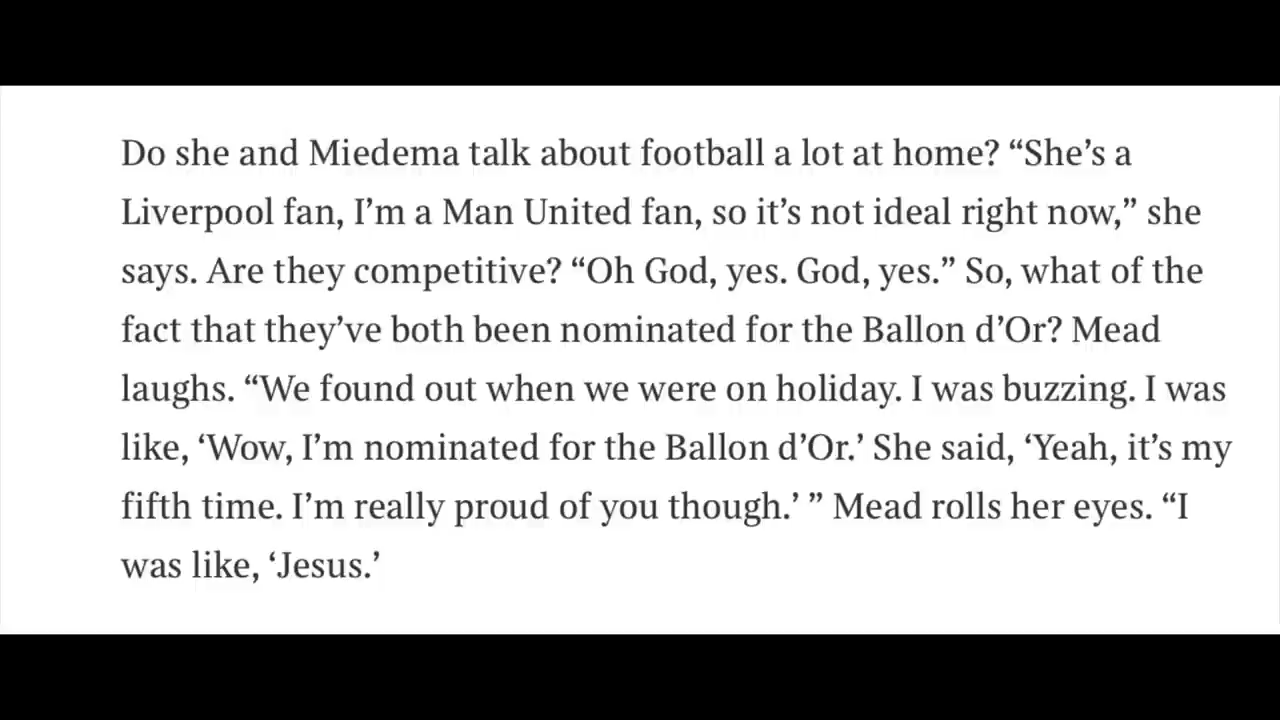 Do she and Miedema talk about football a lot at home? “She’s a
Liverpool fan, I’m a Man United fan, so it’s not ideal right now,” she
says. Are they competitive? “Oh God, yes. God, yes.” So, what of the
fact that they’ve both been nominated for the Ballon d’Or? Mead
laughs. “We found out when we were on holiday. I was buzzing. I was
like, ‘Wow, I’m nominated for the Ballon d’Or.’ She said, ‘Yeah, it’s my
fifth time. I’m really proud of you though.’ ” Mead rolls her eyes. “I
was like, ‘Jesus.’